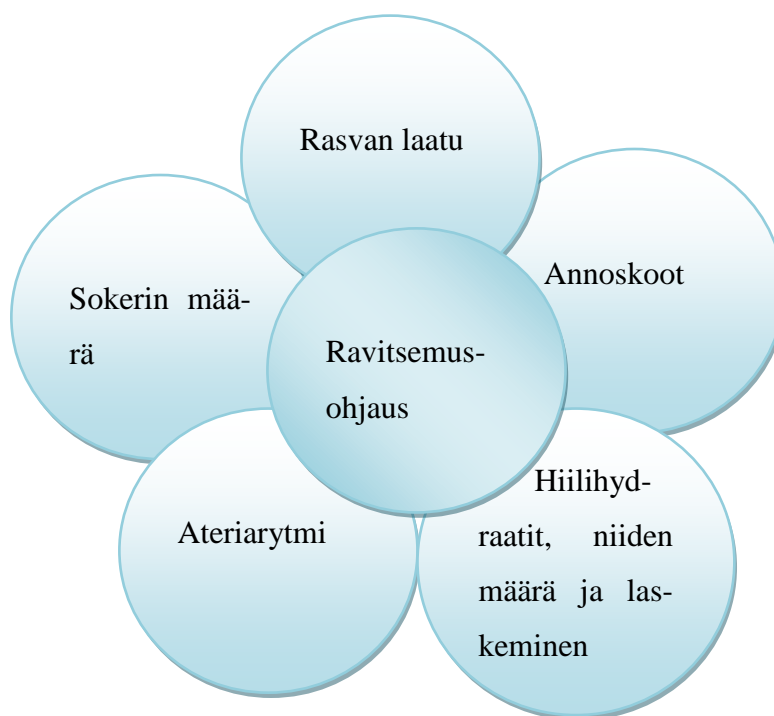 Rasvan laatu
Annoskoot
Sokerin mää-
rä
Ravitsemus-
ohjaus
Ateriarytmi
Hiilihyd-
raatit, niiden
määrä ja las-
keminen